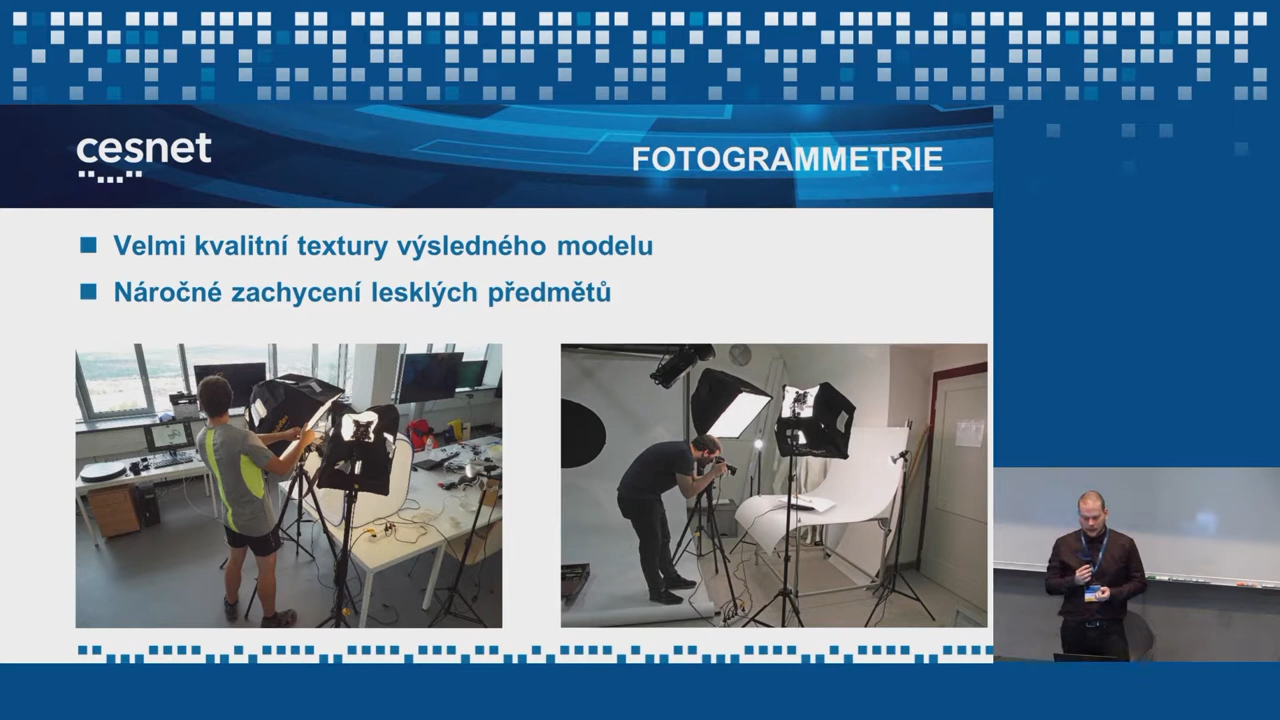 cesnet
FOTOGRAMMETRIE
Velmi kvalitní textury výsledného modelu
Náročné zachycení lesklých předmětů